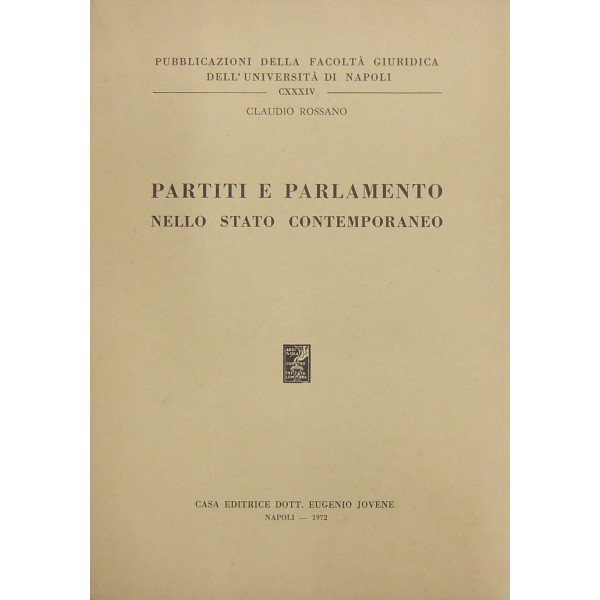 PUBBLICAZIONI DELLA FACOLTÀ GIURIDICA
DELL'UNIVERSITÀ DI NAPOLI
CXXXIV
CLAUDIO ROSSANO
PARTITI E PARLAMENTO
NELLO STATO CONTEMPORANEO
CASA EDITRICE DOTT. EUGENIO JOVENE
NAPOLI — 1972